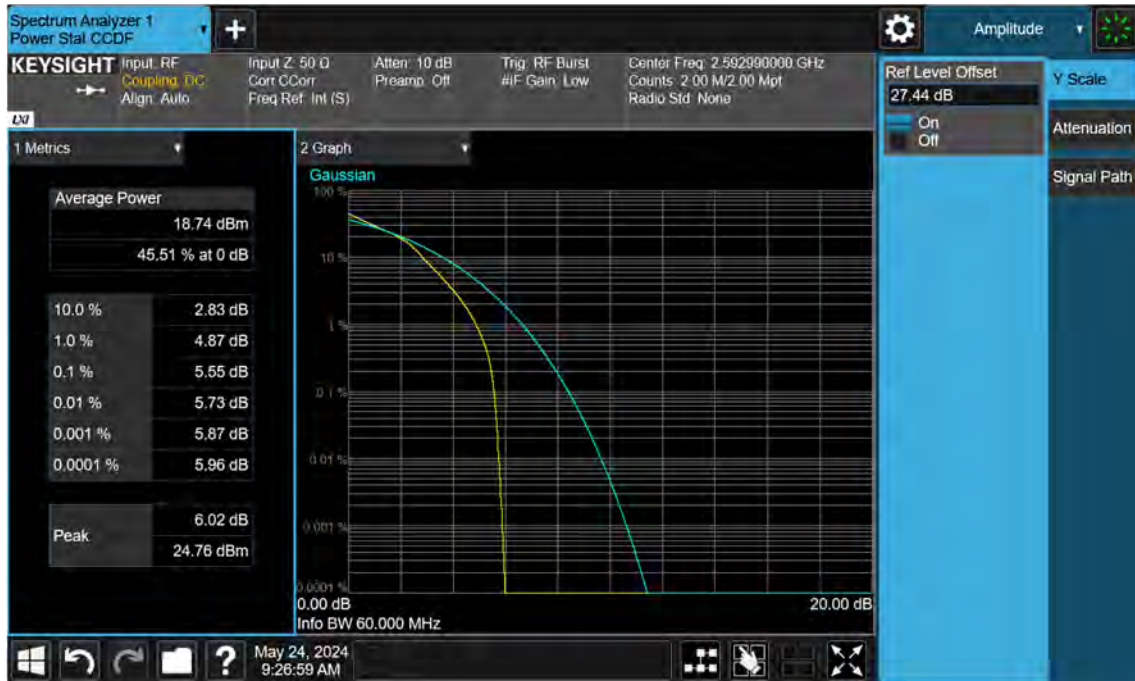 Spectrum Analyzer 1
Power Stat CCDF
Amplitude
KEYSIGHT
Input: RF
Coupling: DC
Align: Auto
Input Z: 50 Ω
Corr CCorr
Freq Ref: Int (S)
Atten: 10 dB
Preamp: Off
Trig: RF Burst
#IF Gain: Low
Center Freq: 2.592990000 GHz
Counts: 2.00 M/2.00 Mpt
Radio Std: None
LXI
Ref Level Offset
27.44 dB
On
Off
Y Scale
Attenuation
Signal Path
1 Metrics
Average Power
18.74 dBm
45.51 % at 0 dB
10.0 % 2.83 dB
1.0 % 4.87 dB
0.1 % 5.55 dB
0.01 % 5.73 dB
0.001 % 5.87 dB
0.0001 % 5.96 dB
Peak
6.02 dB
24.76 dBm
2 Graph
Gaussian
100 %
10 %
1 %
0.1 %
0.01 %
0.001 %
0.0001 %
0.00 dB 20.00 dB
Info BW 60.000 MHz
?
May 24, 2024
9:26:59 AM